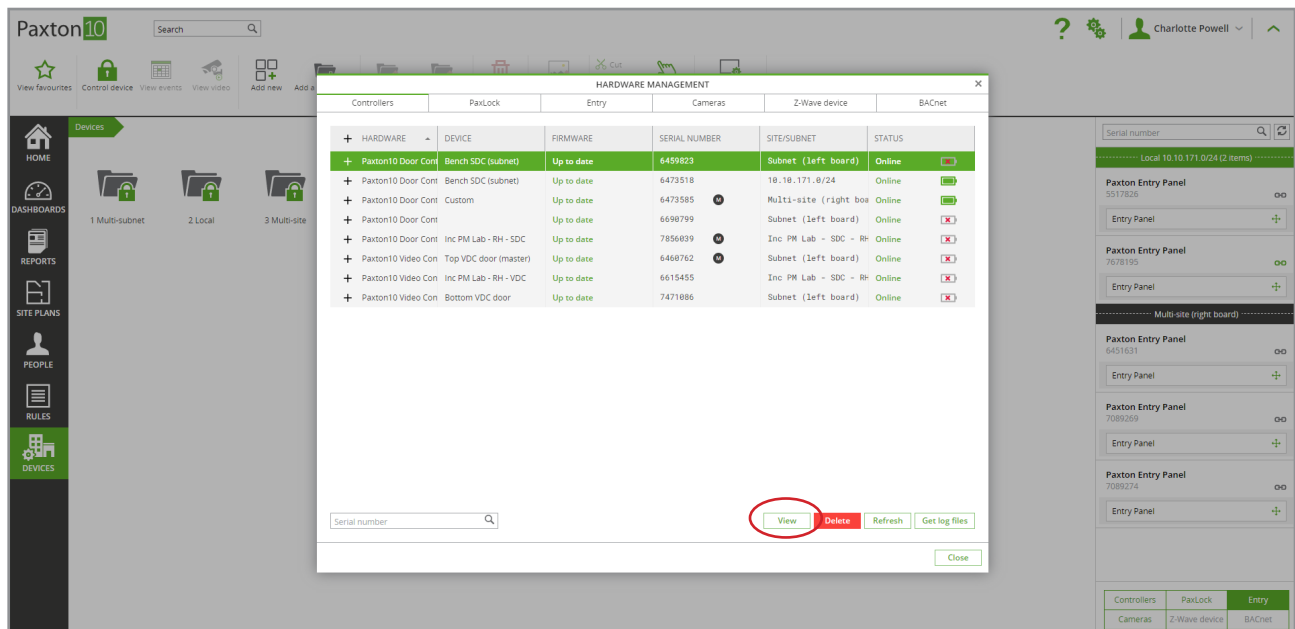 Paxton10
Search
? Charlotte Powell
View favourites Control device View events View video Add new Add a
Cut
HARDWARE MANAGEMENT ×
Controllers PaxLock Entry Cameras Z-Wave device BACnet
+ HARDWARE DEVICE FIRMWARE SERIAL NUMBER SITE/SUBNET STATUS
+ Paxton10 Door Cont Bench SDC (subnet) Up to date 6459823 Subnet (left board) Online
+ Paxton10 Door Cont Bench SDC (subnet) Up to date 6473518 10.10.171.0/24 Online
+ Paxton10 Door Cont Custom Up to date 6473585 M Multi-site (right boa Online
+ Paxton10 Door Cont Up to date 6698799 Subnet (left board) Online
+ Paxton10 Door Cont Inc PM Lab - RH - SDC Up to date 7856039 M Inc PM Lab - SDC - RH Online
+ Paxton10 Video Con Top VDC door (master) Up to date 6460762 M Subnet (left board) Online
+ Paxton10 Video Con Inc PM Lab - RH - VDC Up to date 6615455 Inc PM Lab - SDC - RH Online
+ Paxton10 Video Con Bottom VDC door Up to date 7471086 Subnet (left board) Online
Serial number
View Delete Refresh Get log files
Close
HOME
DASHBOARDS
REPORTS
SITE PLANS
PEOPLE
RULES
DEVICES
Devices
1 Multi-subnet 2 Local 3 Multi-site
Serial number
Local 10.10.171.0/24 (2 items)
Paxton Entry Panel
5517826
Entry Panel
Paxton Entry Panel
7678195
Entry Panel
Multi-site (right board)
Paxton Entry Panel
6451631
Entry Panel
Paxton Entry Panel
7089269
Entry Panel
Paxton Entry Panel
7089274
Entry Panel
Controllers PaxLock Entry
Cameras Z-Wave device BACnet